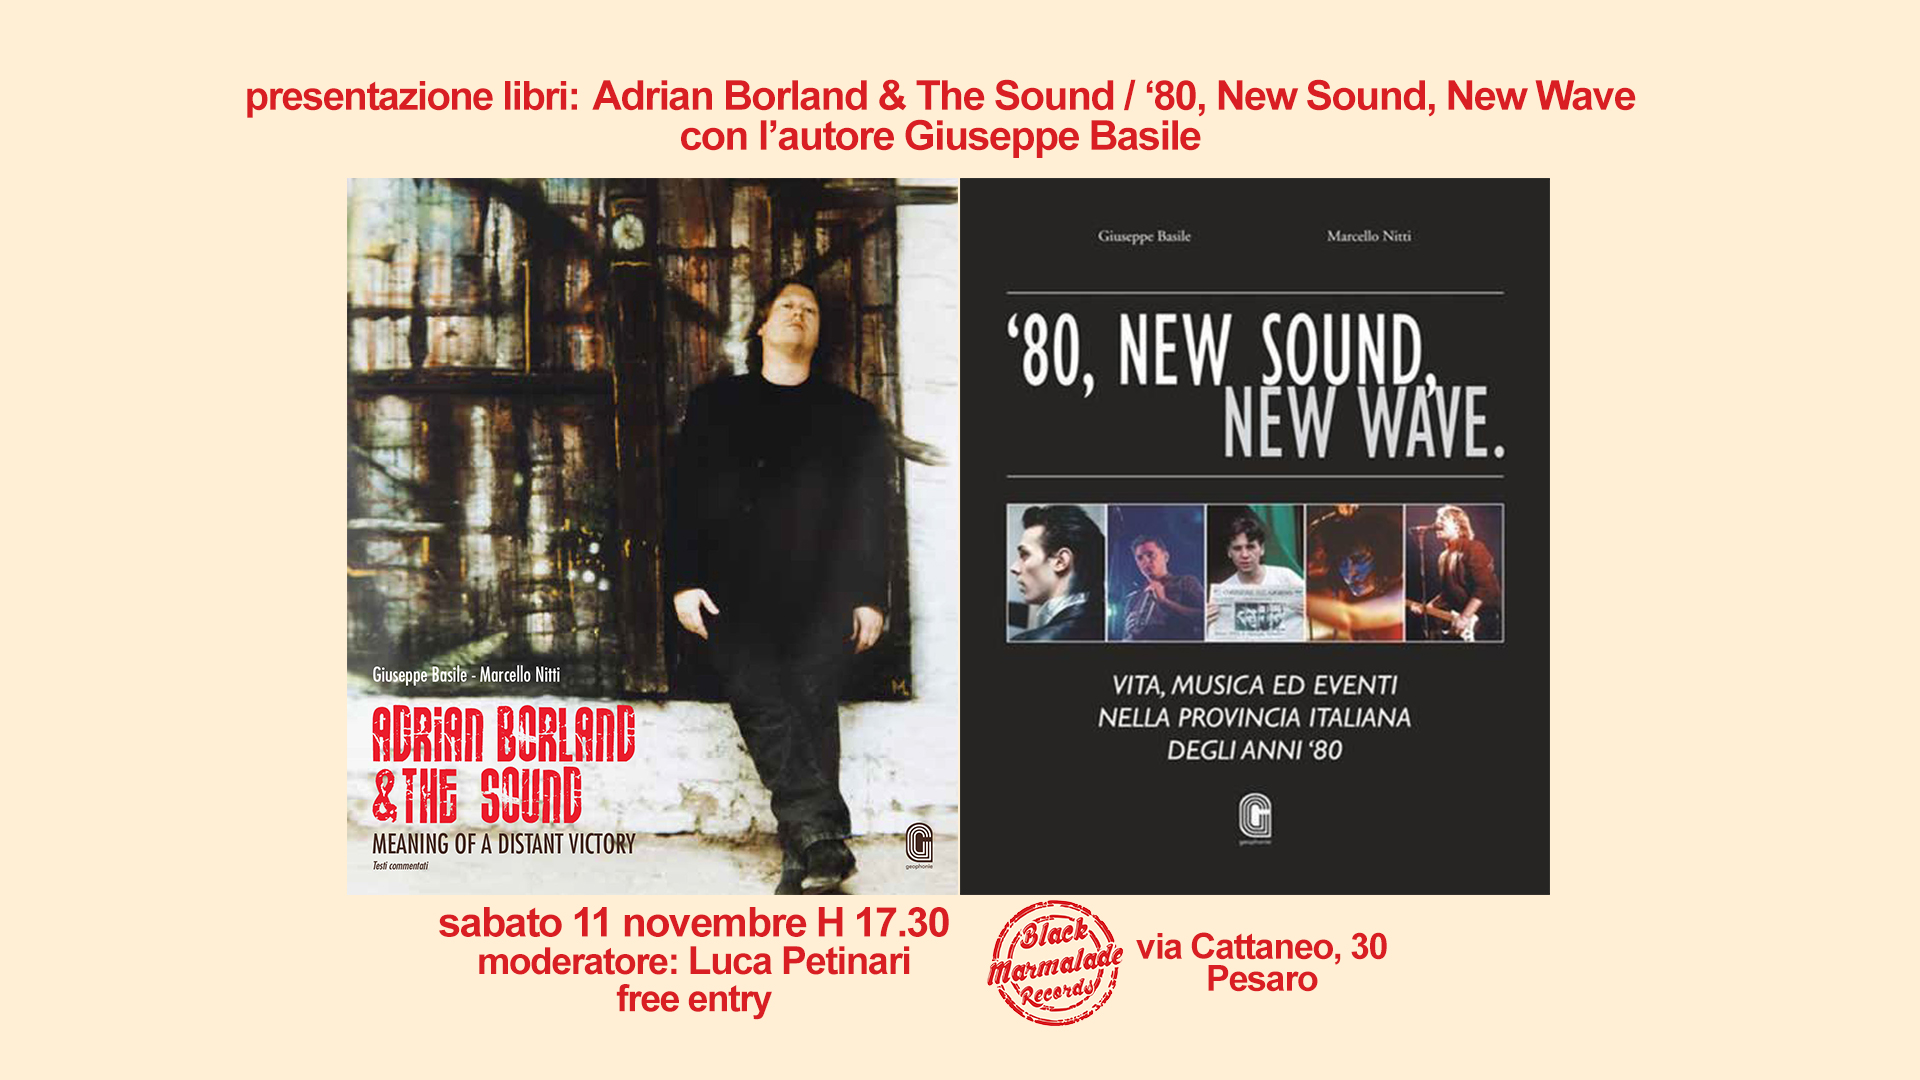 presentazione libri: Adrian Borland & The Sound / ‘80, New Sound, New Wave
con l’autore Giuseppe Basile
Giuseppe Basile - Marcello Nitti
ADRIAN BORLAND
& THE SOUND
MEANING OF A DISTANT VICTORY
Testi commentati
geophonie
Giuseppe Basile
Marcello Nitti
‘80, NEW SOUND,
NEW WAVE.
VITA, MUSICA ED EVENTI
NELLA PROVINCIA ITALIANA
DEGLI ANNI ‘80
geophonie
sabato 11 novembre H 17.30
moderatore: Luca Petinari
free entry
Black
Marmalade
Records
via Cattaneo, 30
Pesaro